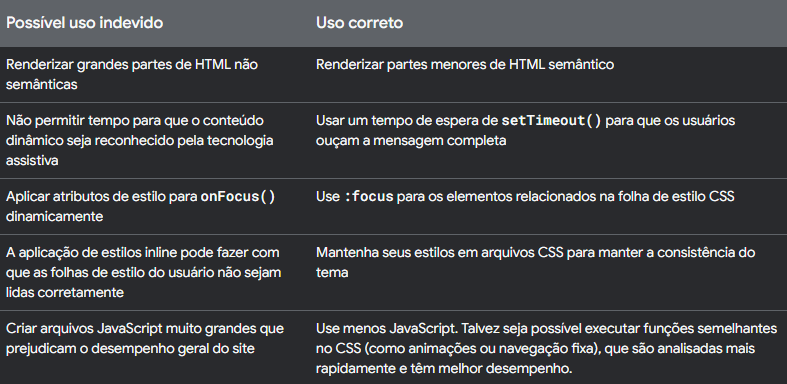 Possível uso indevido
Uso correto
Renderizar grandes partes de HTML não
semânticas
Renderizar partes menores de HTML semântico
Não permitir tempo para que o conteúdo
dinâmico seja reconhecido pela tecnologia
assistiva
Usar um tempo de espera de setTimeout() para que os usuários
ouçam a mensagem completa
Aplicar atributos de estilo para onFocus()
dinamicamente
Use :focus para os elementos relacionados na folha de estilo CSS
A aplicação de estilos inline pode fazer com
que as folhas de estilo do usuário não sejam
lidas corretamente
Mantenha seus estilos em arquivos CSS para manter a consistência do
tema
Criar arquivos JavaScript muito grandes que
prejudicam o desempenho geral do site
Use menos JavaScript. Talvez seja possível executar funções semelhantes
no CSS (como animações ou navegação fixa), que são analisadas mais
rapidamente e têm melhor desempenho.